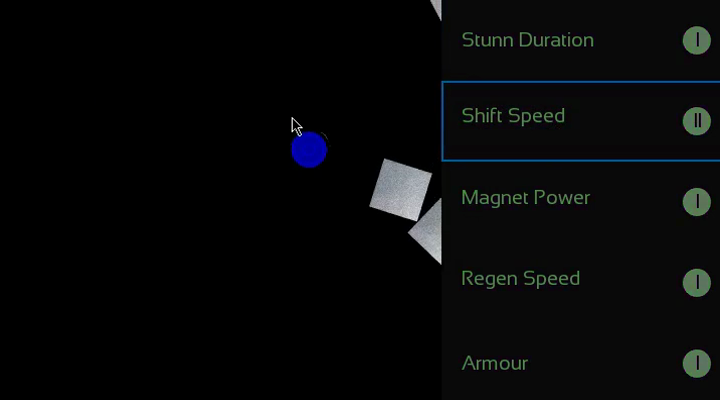 Stunn Duration I
Shift Speed II
Magnet Power I
Regen Speed I
Armour I